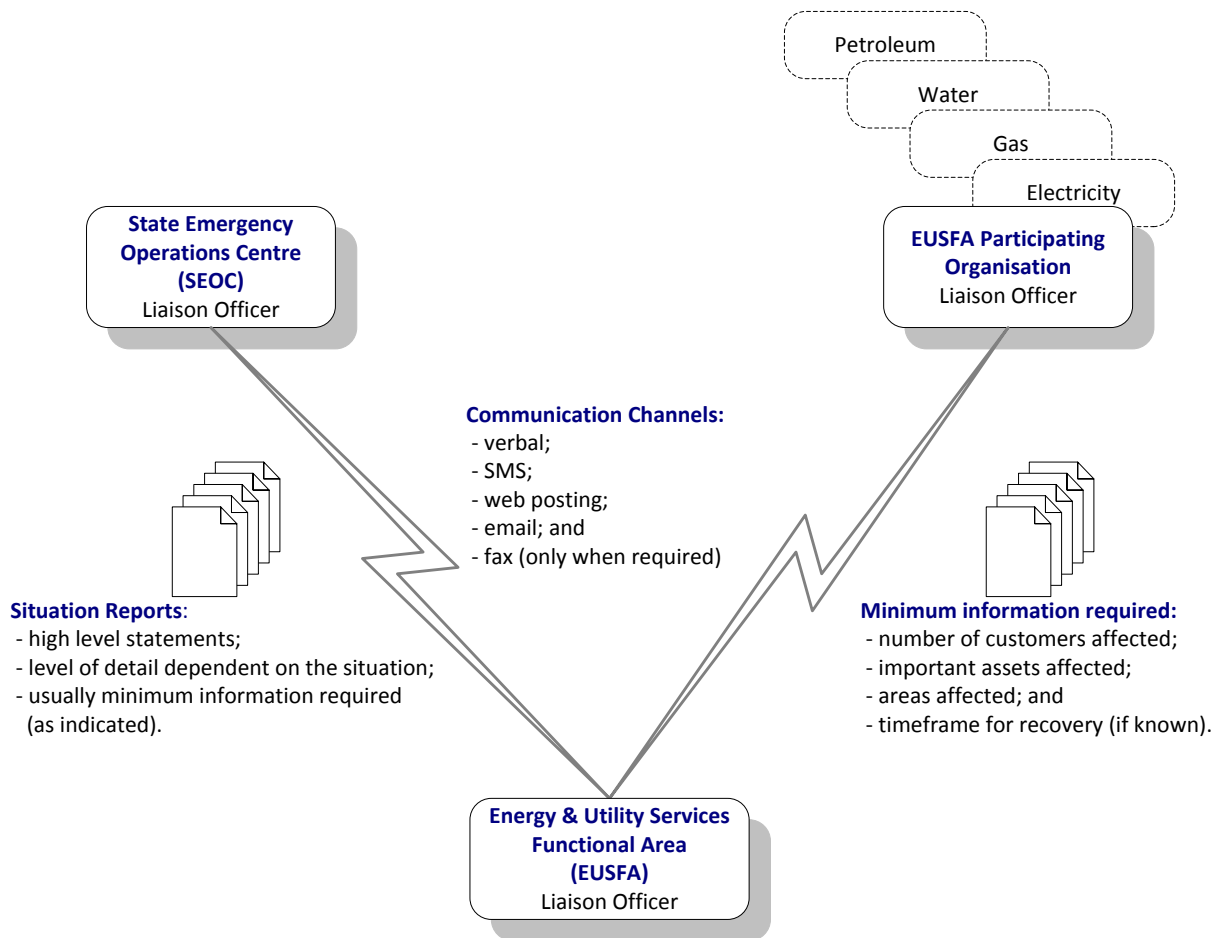 Petroleum
Water
Gas
Electricity
State Emergency
Operations Centre
(SEOC)
Liaison Officer
EUSFA Participating
Organisation
Liaison Officer
Communication Channels:
- verbal;
- SMS;
- web posting;
- email; and
- fax (only when required)
Situation Reports:
- high level statements;
- level of detail dependent on the situation;
- usually minimum information required
(as indicated).
Minimum information required:
- number of customers affected;
- important assets affected;
- areas affected; and
- timeframe for recovery (if known).
Energy & Utility Services
Functional Area
(EUSFA)
Liaison Officer